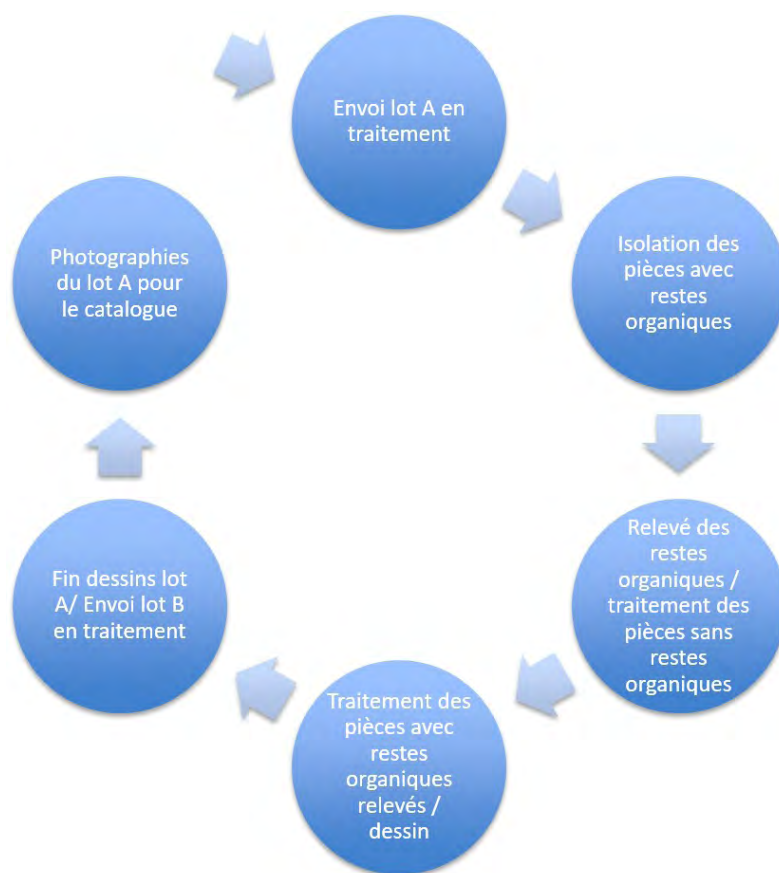 Envoi lot A en
traitement
Isolation des
pièces avec
restes
organiques
Relevé des
restes
organiques /
traitement des
pièces sans
restes
organiques
Traitement des
pièces avec
restes
organiques
relevés /
dessin
Fin dessins lot
A/ Envoi lot B
en traitement
Photographies
du lot A pour
le catalogue